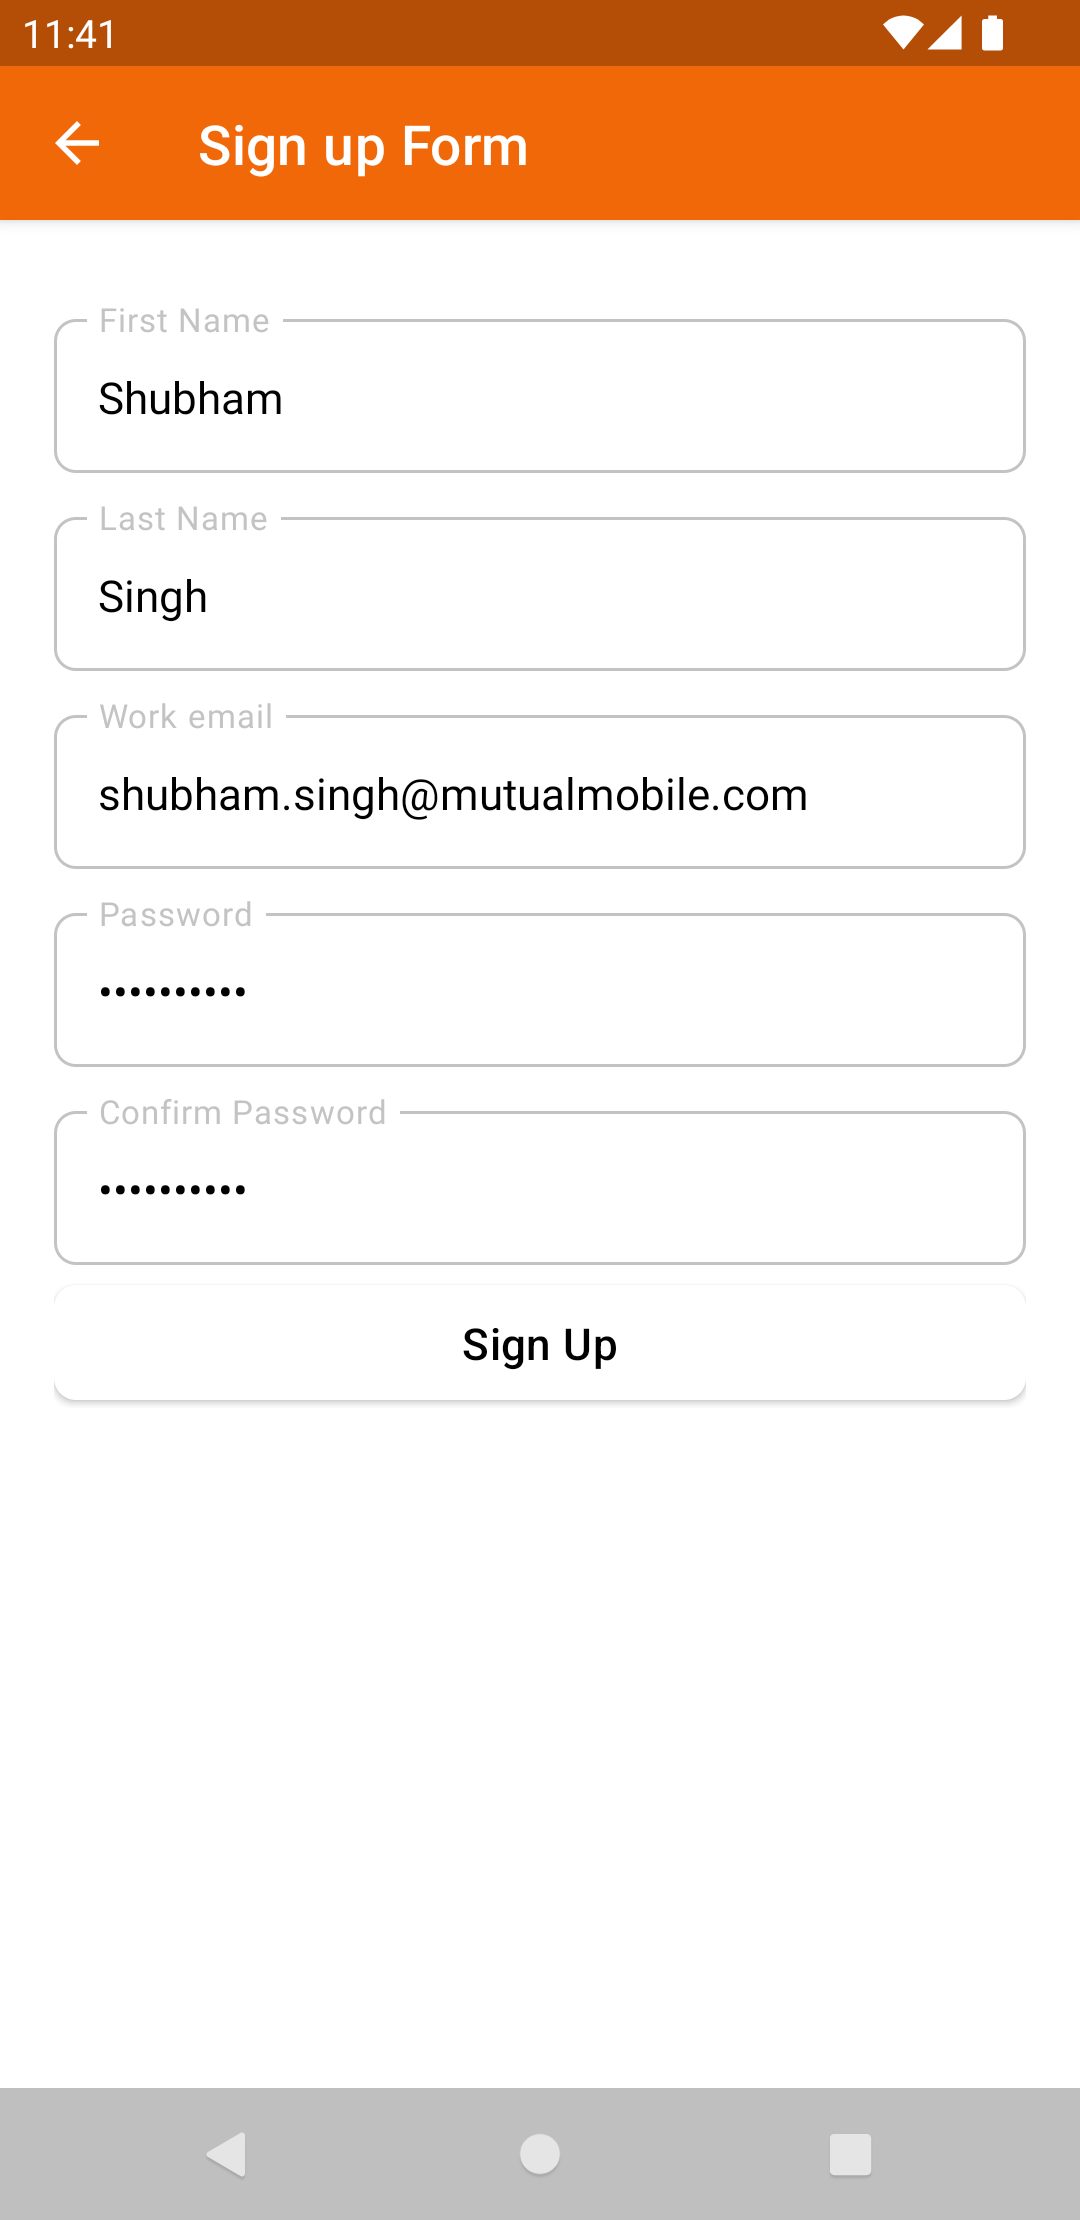 11:41
Sign up Form
First Name
Shubham
Last Name
Singh
Work email
shubham.singh@mutualmobile.com
Password
••••••••••
Confirm Password
••••••••••
Sign Up